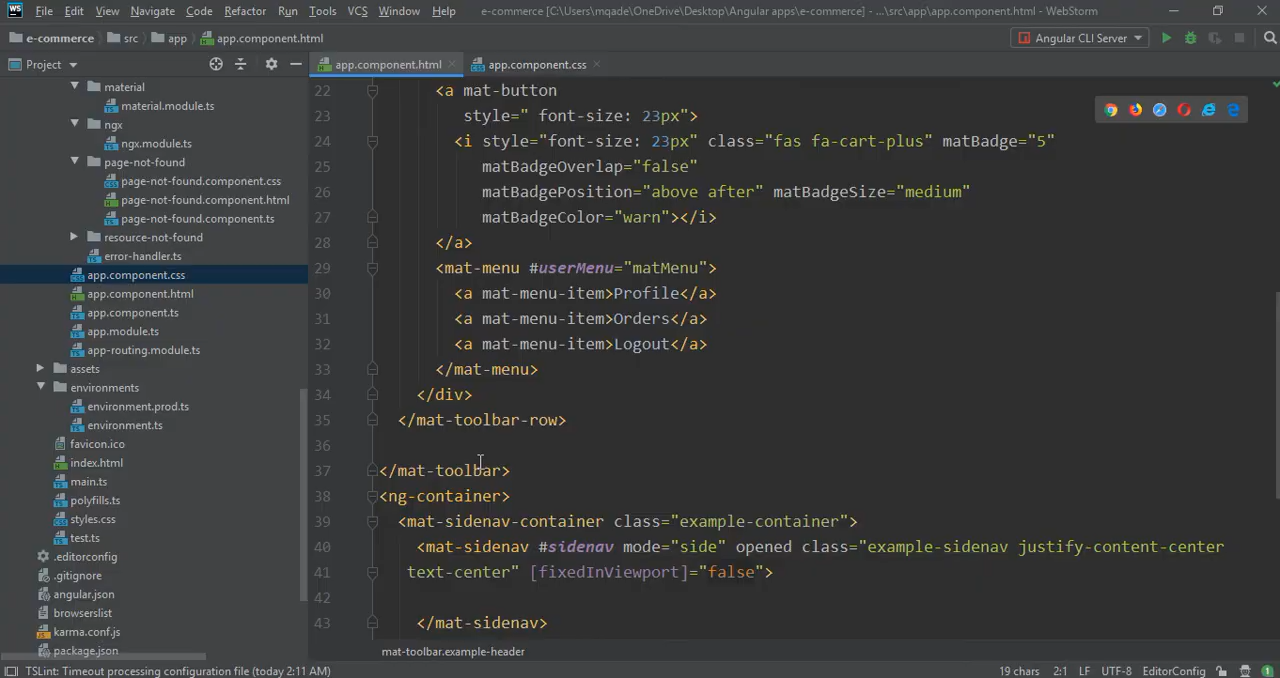 File Edit View Navigate Code Refactor Run Tools VCS Window Help e-commerce [C:\Users\mqade\OneDrive\Desktop\Angular apps\e-commerce] - ...\src\app\app.component.html - WebStorm
e-commerce src app app.component.html Angular CLI Server
Project app.component.html app.component.css
material
material.module.ts
ngx
ngx.module.ts
page-not-found
page-not-found.component.css
page-not-found.component.html
page-not-found.component.ts
resource-not-found
error-handler.ts
app.component.css
app.component.html
app.component.ts
app.module.ts
app-routing.module.ts
assets
environments
environment.prod.ts
environment.ts
favicon.ico
index.html
main.ts
polyfills.ts
styles.css
test.ts
.editorconfig
.gitignore
angular.json
browserslist
karma.conf.js
package.json
22 <a mat-button
23 style=" font-size: 23px">
24 <i style="font-size: 23px" class="fas fa-cart-plus" matBadge="5"
25 matBadgeOverlap="false"
26 matBadgePosition="above after" matBadgeSize="medium"
27 matBadgeColor="warn"></i>
28 </a>
29 <mat-menu #userMenu="matMenu">
30 <a mat-menu-item>Profile</a>
31 <a mat-menu-item>Orders</a>
32 <a mat-menu-item>Logout</a>
33 </mat-menu>
34 </div>
35 </mat-toolbar-row>
36
37 </mat-toolbar>
38 <ng-container>
39 <mat-sidenav-container class="example-container">
40 <mat-sidenav #sidenav mode="side" opened class="example-sidenav justify-content-center
41 text-center" [fixedInViewport]="false">
42
43 </mat-sidenav>
mat-toolbar.example-header
TSLint: Timeout processing configuration file (today 2:11 AM) 19 chars 2:1 LF UTF-8 EditorConfig 1